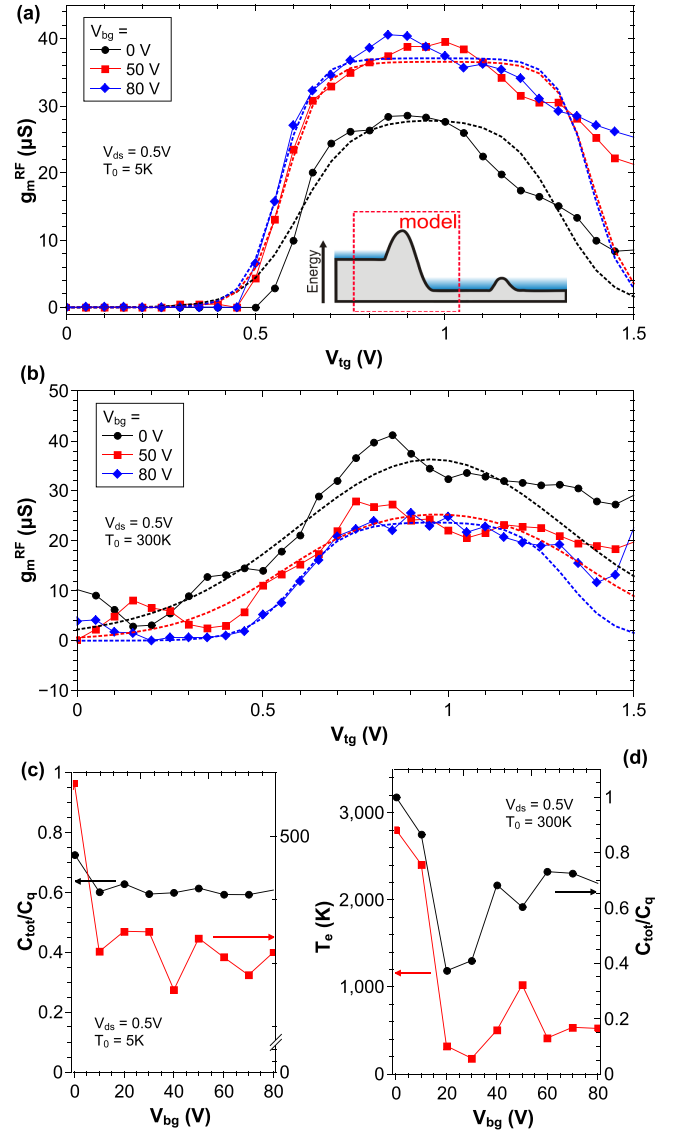 (a)
V_bg =
0 V
50 V
80 V
V_ds = 0.5V
T_0 = 5K
g_m^RF (µS)
40
30
20
10
0
model
Energy
0
0.5
1.0
1.5
V_tg (V)
(b)
V_bg =
0 V
50 V
80 V
V_ds = 0.5V
T_0 = 300K
g_m^RF (µS)
50
40
30
20
10
0
−10
0
0.5
1.0
1.5
V_tg (V)
(c)
C_tot/C_q
1
0.8
0.6
0.4
0.2
0
500
0
V_ds = 0.5V
T_0 = 5K
0
20
40
60
80
V_bg (V)
(d)
T_e (K)
3,000
2,000
1,000
0
V_ds = 0.5V
T_0 = 300K
1
0.8
0.6
0.4
0.2
0
C_tot/C_q
0
20
40
60
80
V_bg (V)